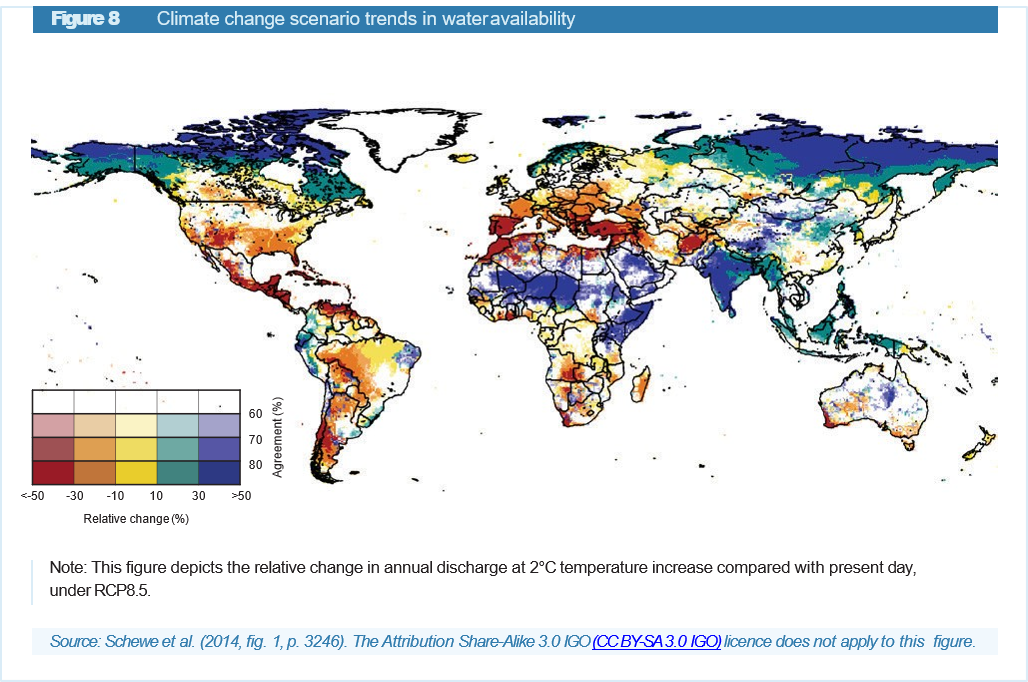 Figure 8 Climate change scenario trends in water availability
60
70
80
Agreement (%)
<-50 -30 -10 10 30 >50
Relative change (%)
Note: This figure depicts the relative change in annual discharge at 2°C temperature increase compared with present day,
under RCP8.5.
Source: Schewe et al. (2014, fig. 1, p. 3246). The Attribution Share-Alike 3.0 IGO (CC BY-SA 3.0 IGO) licence does not apply to this figure.